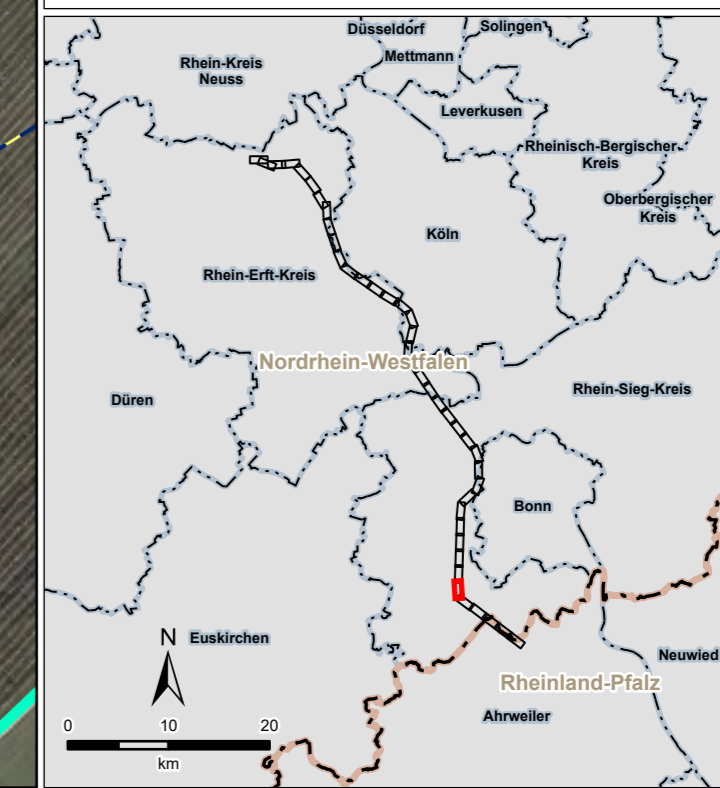 Düsseldorf
Solingen
Mettmann
Rhein-Kreis
Neuss
Leverkusen
Rheinisch-Bergischer
Kreis
Oberbergischer
Kreis
Köln
Rhein-Erft-Kreis
Nordrhein-Westfalen
Düren
Rhein-Sieg-Kreis
Bonn
N
Euskirchen
Neuwied
Rheinland-Pfalz
Ahrweiler
0 10 20
km